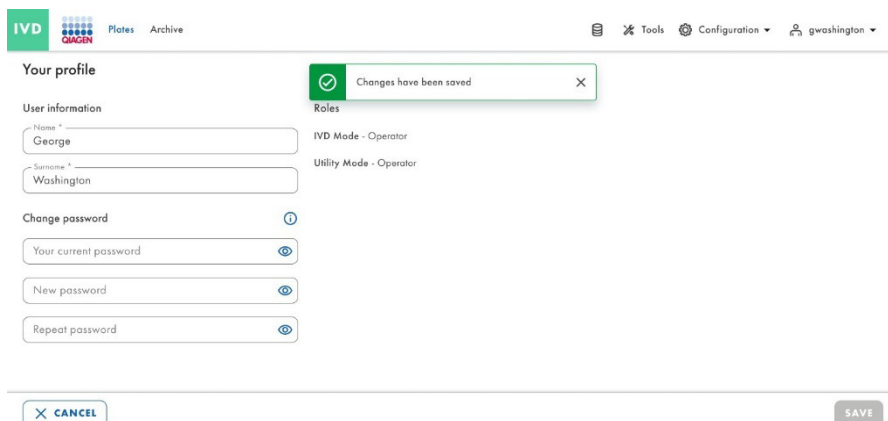 IVD
QIAGEN
Plates
Archive
Tools
Configuration
gwashington
Your profile
Changes have been saved
User information
Roles
Name *
George
IVD Mode - Operator
Surname *
Washington
Utility Mode - Operator
Change password
Your current password
New password
Repeat password
CANCEL
SAVE